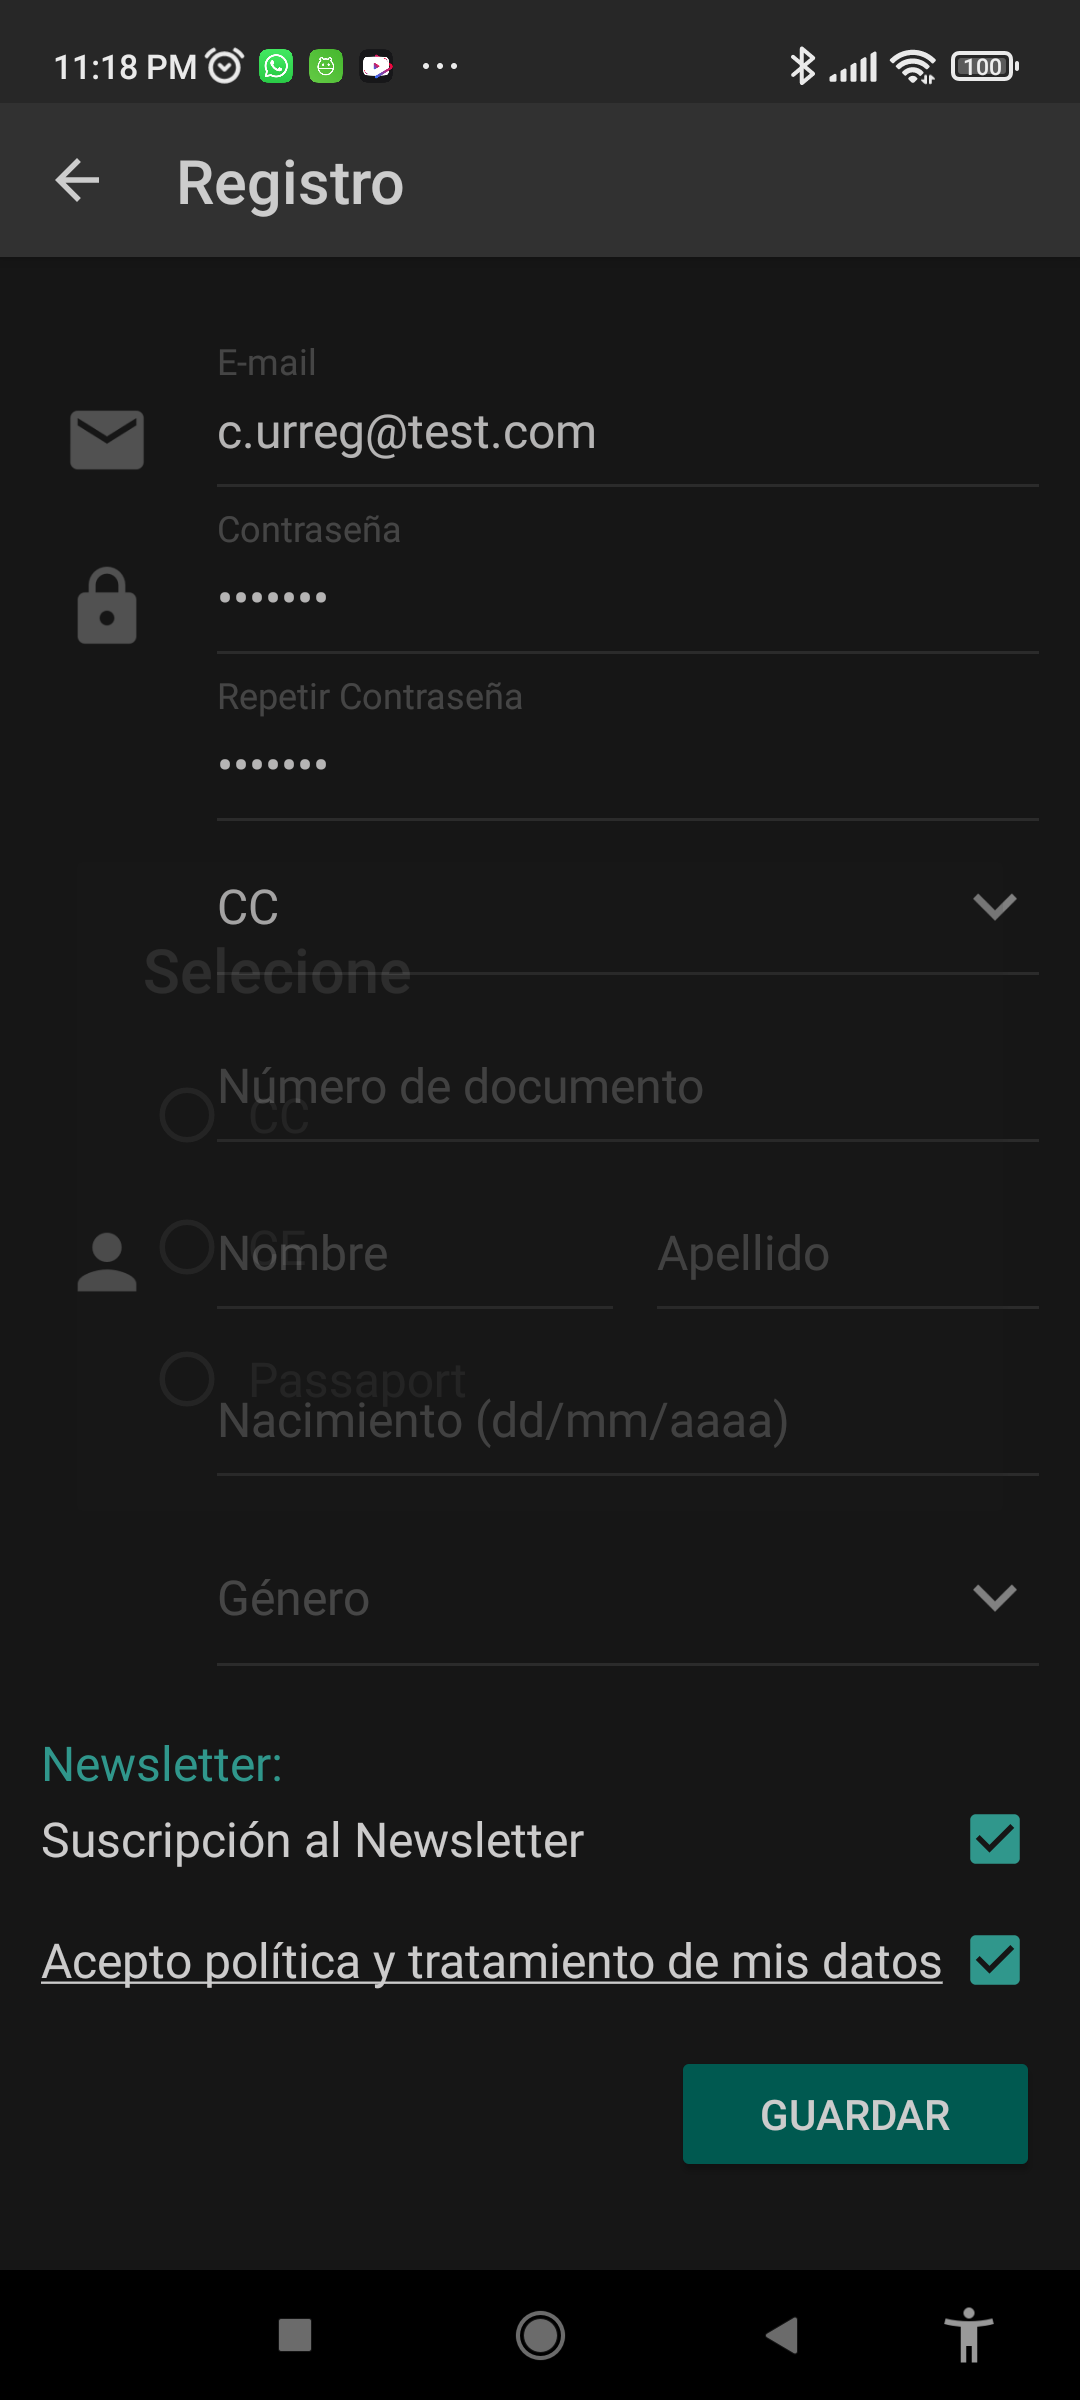 11:18 PM
100
Registro
E-mail
c.urreg@test.com
Contraseña
•••••••
Repetir Contraseña
•••••••
CC
Selecione
Número de documento
CC
Nombre
Apellido
CE
Passaport
Nacimiento (dd/mm/aaaa)
Género
Newsletter:
Suscripción al Newsletter
Acepto política y tratamiento de mis datos
GUARDAR